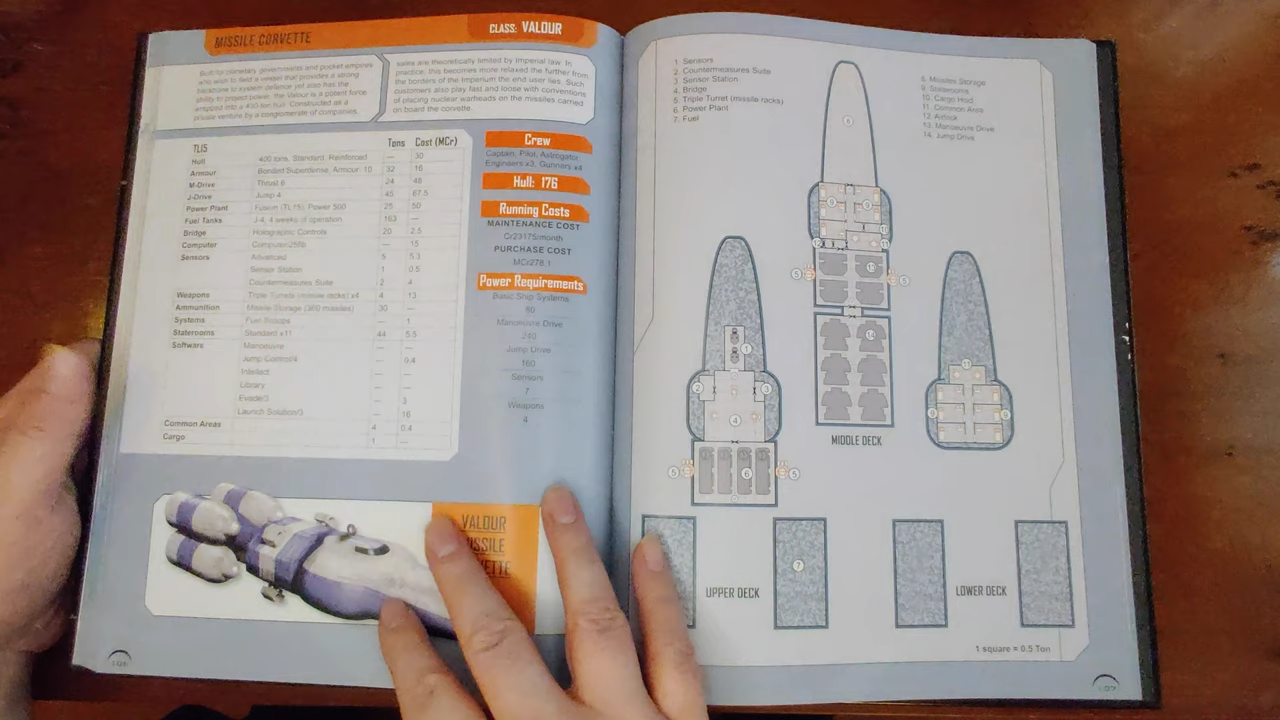 MISSILE CORVETTE
CLASS: VALOUR
Built for planetary governments and pocket empires
who wish to field a vessel that provides a strong
backbone in system defence yet also has the
ability to project power, the Valour is a potent force
wrapped into a 400 ton hull. Constructed as a
private venture by a conglomerate of companies,
sales are theoretically limited by Imperial law. In
practice, this becomes more relaxed the further from
the borders of the Imperium the end user lies. Such
customers also play fast and loose with conventions
of placing nuclear warheads on the missiles carried
on board the corvette.
TL15 Tons Cost (MCr)
Hull 400 tons, Standard, Reinforced — 30
Armour Bonded Superdense, Armour: 10 32 16
M-Drive Thrust 6 24 48
J-Drive Jump 4 45 67.5
Power Plant Fusion (TL15), Power 500 25 50
Fuel Tanks J-4, 4 weeks of operation 163 —
Bridge Holographic Controls 20 2.5
Computer — 15
Sensors Advanced 5 5.3
Sensor Station 1 0.5
Countermeasures Suite 2 4
Weapons Triple Turrets (missile racks) x4 4 13
Ammunition Missile Storage (360 missiles) 30 —
Systems Fuel Scoops — 1
Staterooms Standard x11 44 5.5
Software Manoeuvre — —
Jump Control/4 — 0.4
Intellect — —
Library — —
Evade/3 — 3
Launch Solution/3 — 16
Common Areas 4 0.4
Cargo 1 —
Crew
Captain, Pilot, Astrogator,
Engineers x3, Gunners x4
Hull: 176
Running Costs
MAINTENANCE COST
Cr23175/month
PURCHASE COST
MCr278.1
Power Requirements
Basic Ship Systems
80
Manoeuvre Drive
240
Jump Drive
160
Sensors
7
Weapons
4
VALOUR
1 Sensors
2 Countermeasures Suite
3 Sensor Station
4 Bridge
5 Triple Turret (missile racks)
6 Power Plant
7. Fuel
8. Missiles Storage
9. Staterooms
10. Cargo Hold
11. Common Area
12. Airlock
13. Manoeuvre Drive
14. Jump Drive
MIDDLE DECK
UPPER DECK
LOWER DECK
1 square = 0.5 Ton